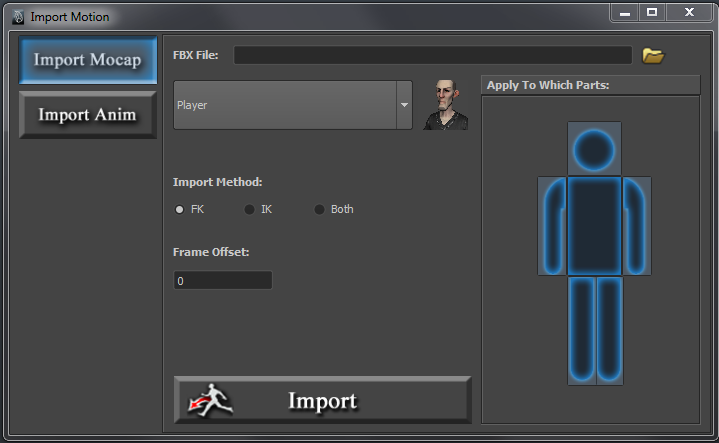 Import Motion
Import Mocap
Import Anim
FBX File:
Player
Apply To Which Parts:
Import Method:
FK
IK
Both
Frame Offset:
0
Import